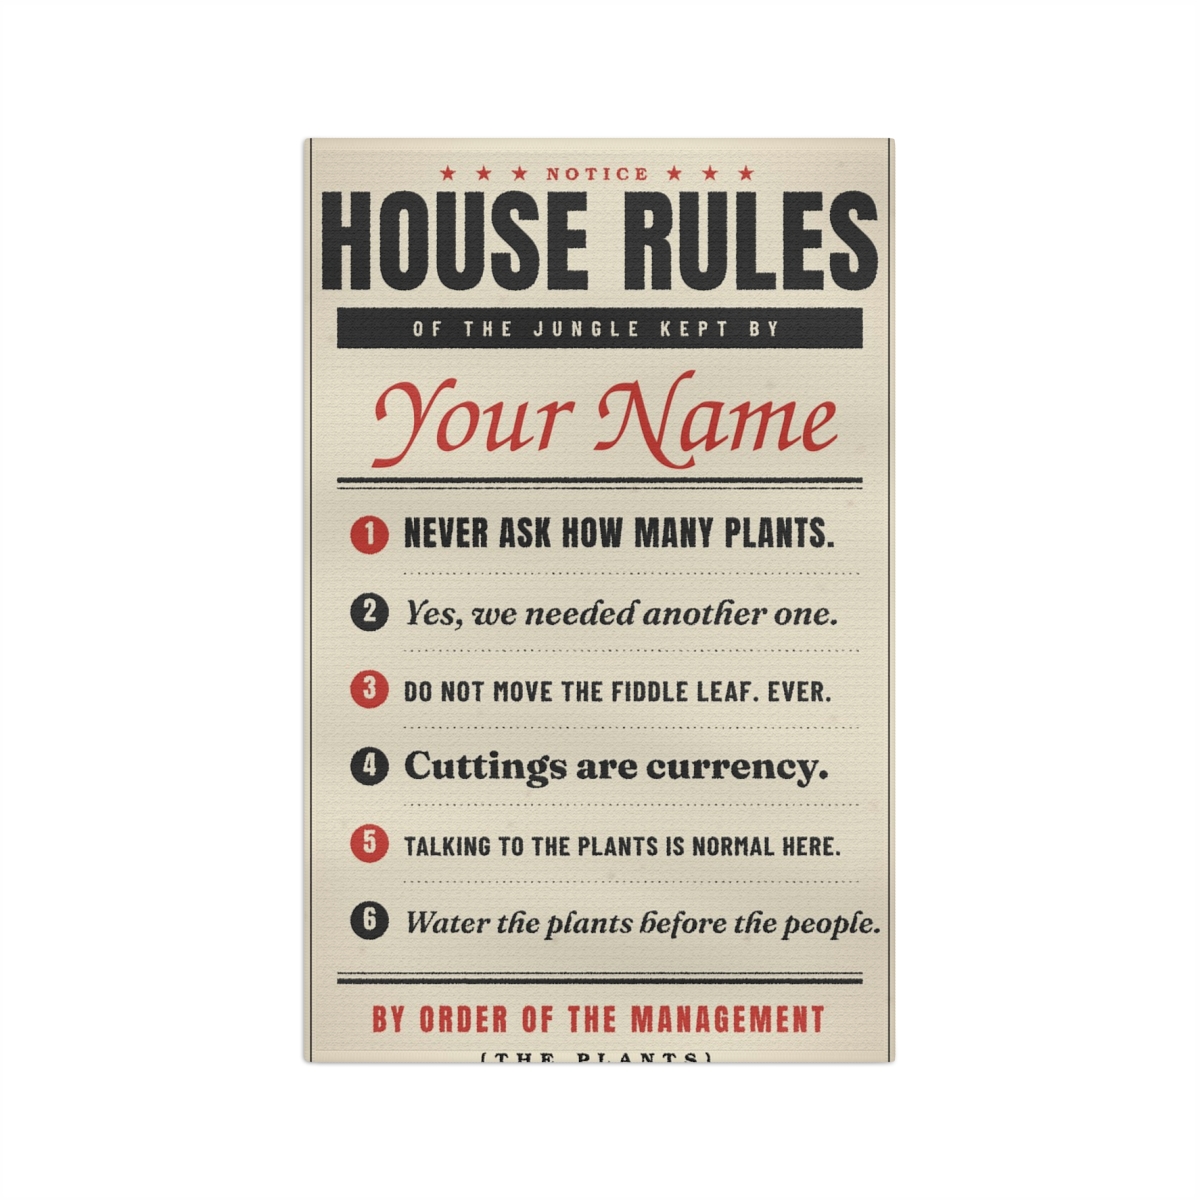 ★ ★ ★ NOTICE ★ ★ ★
HOUSE RULES
OF THE JUNGLE KEPT BY
Your Name
1 NEVER ASK HOW MANY PLANTS.
2 Yes, we needed another one.
3 DO NOT MOVE THE FIDDLE LEAF. EVER.
4 Cuttings are currency.
5 TALKING TO THE PLANTS IS NORMAL HERE.
6 Water the plants before the people.
BY ORDER OF THE MANAGEMENT
(THE PLANTS)